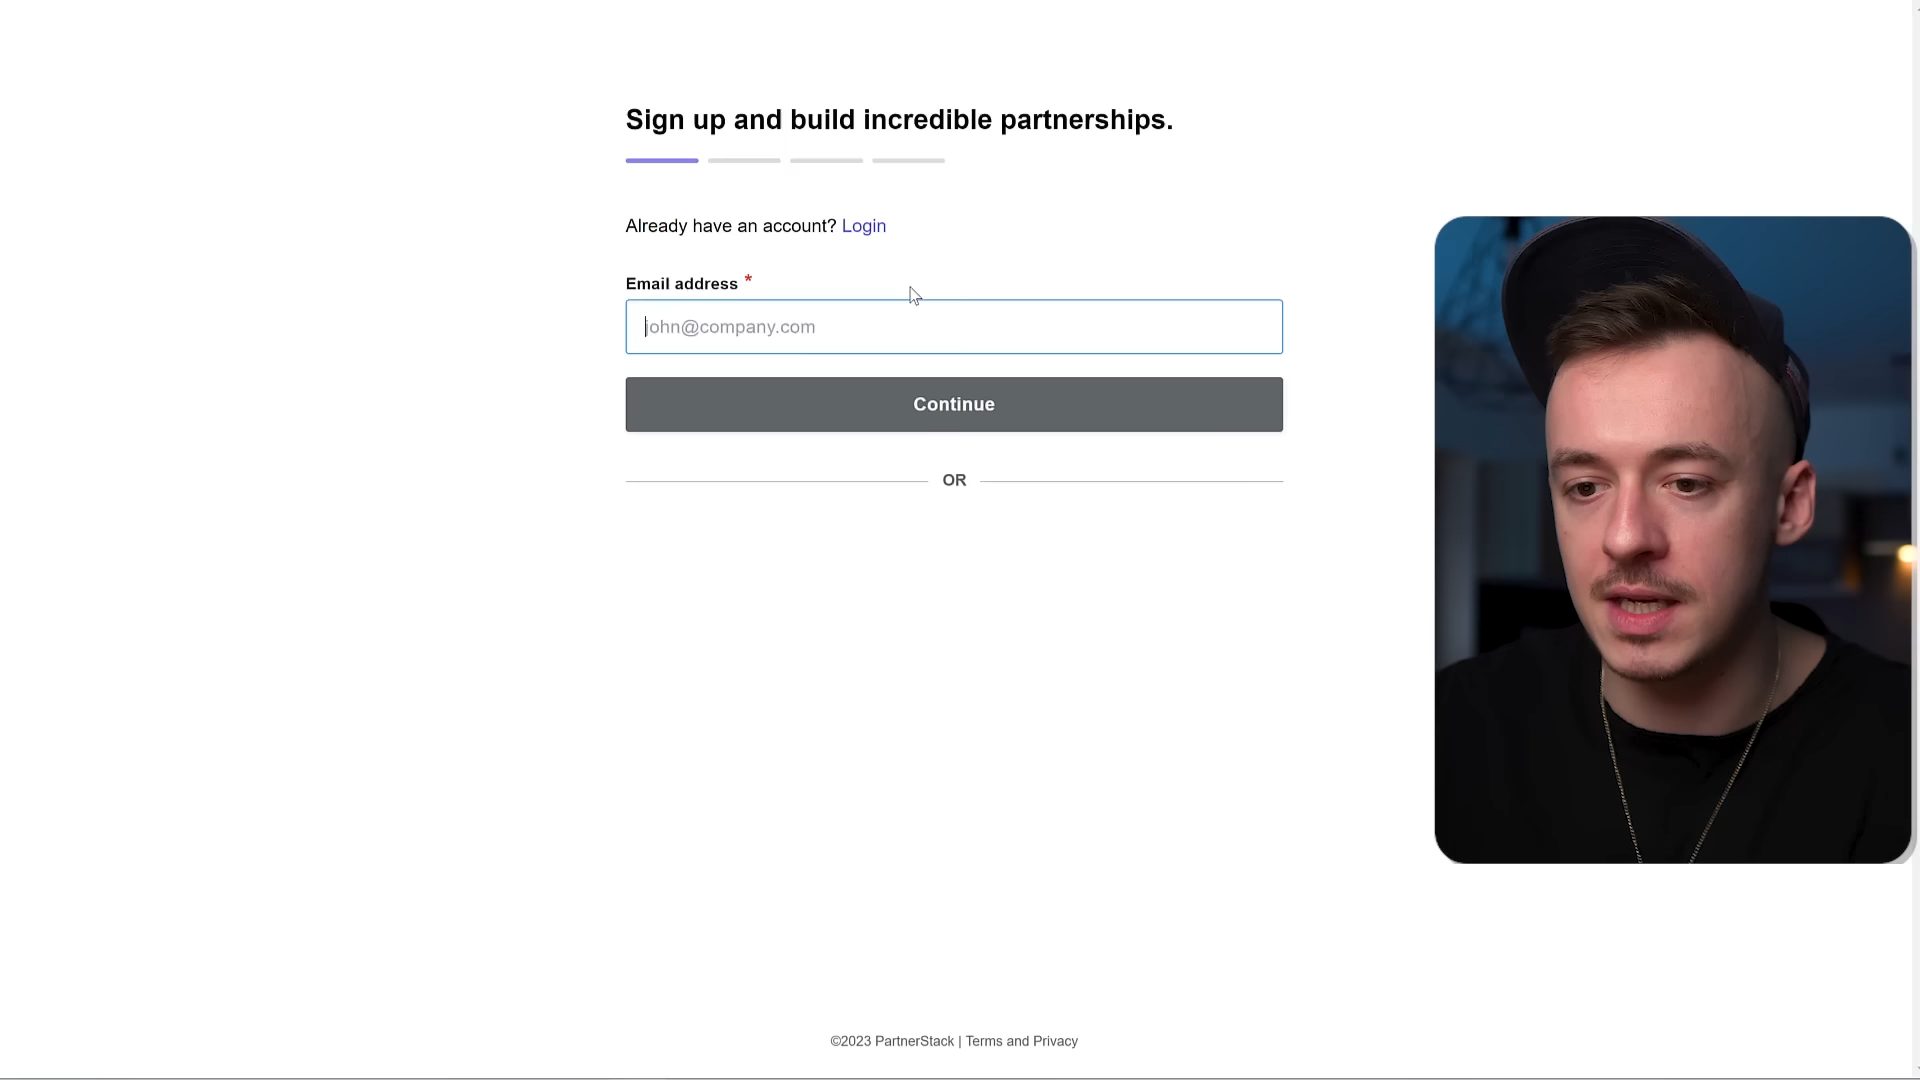 Sign up and build incredible partnerships.
Already have an account? Login
Email address *
john@company.com
Continue
OR
©2023 PartnerStack | Terms and Privacy